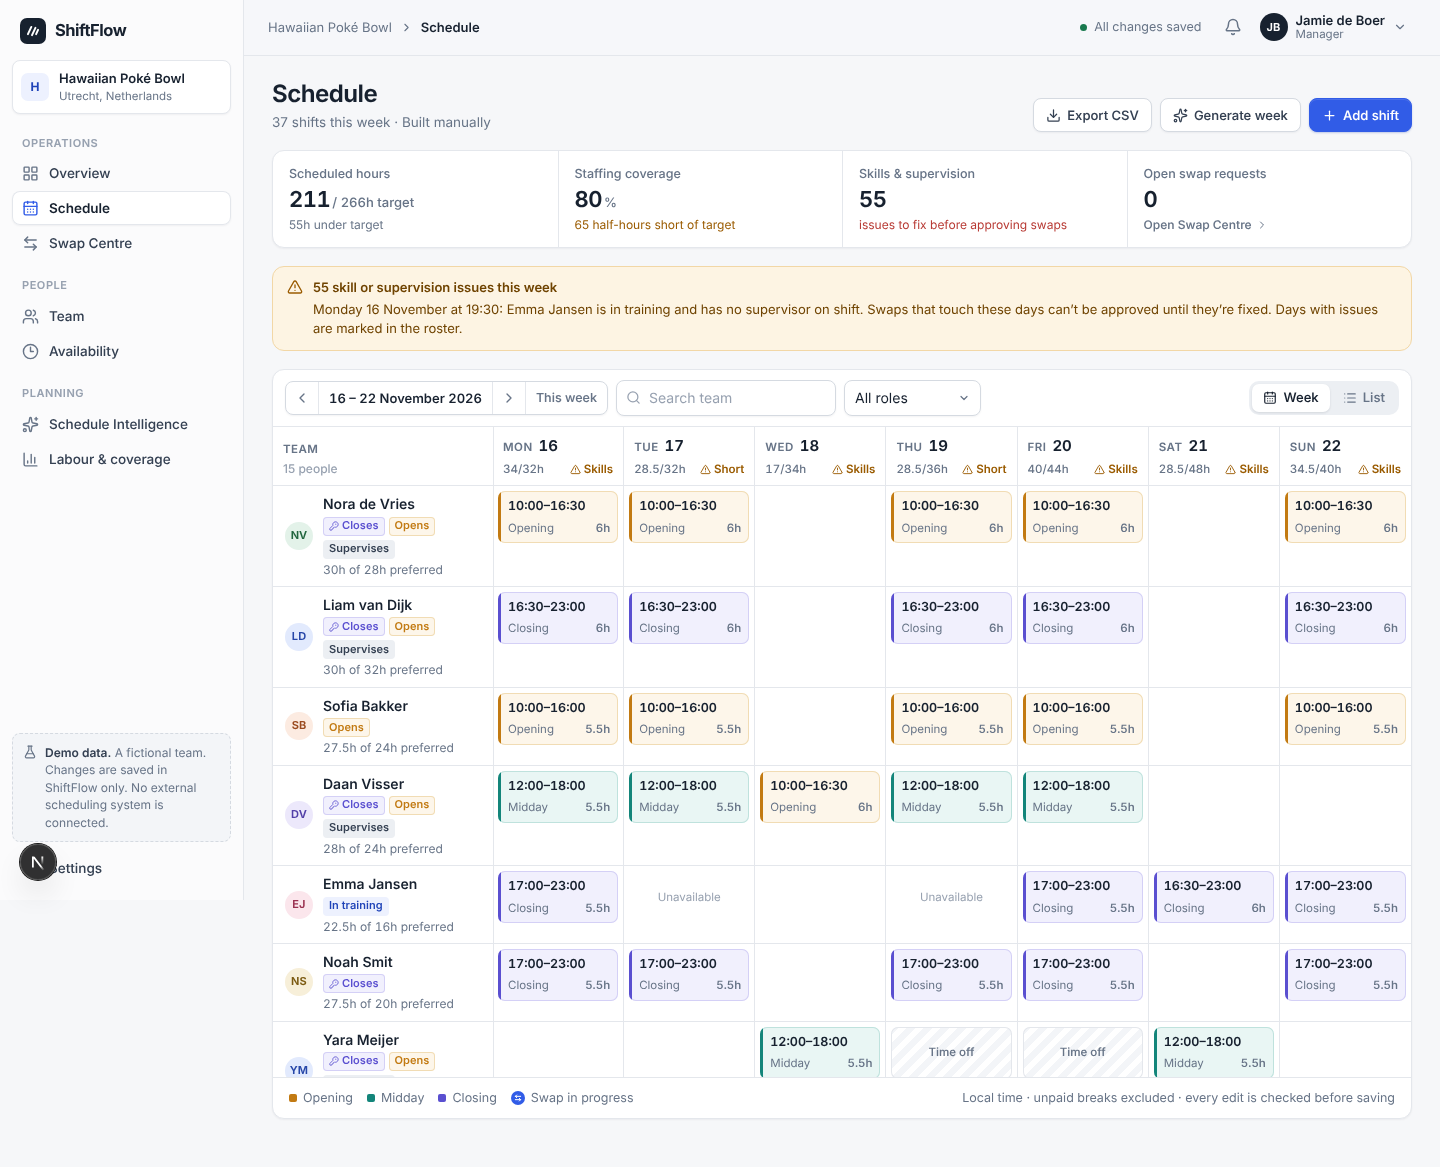 ShiftFlow
H
Hawaiian Poké Bowl
Utrecht, Netherlands
OPERATIONS
Overview
Schedule
Swap Centre
PEOPLE
Team
Availability
PLANNING
Schedule Intelligence
Labour & coverage
Demo data. A fictional team.
Changes are saved in
ShiftFlow only. No external
scheduling system is
connected.
N
ettings
Hawaiian Poké Bowl > Schedule
All changes saved
JB
Jamie de Boer
Manager
Schedule
37 shifts this week · Built manually
Export CSV
Generate week
+ Add shift
Scheduled hours
211 / 266h target
55h under target
Staffing coverage
80 %
65 half-hours short of target
Skills & supervision
55
issues to fix before approving swaps
Open swap requests
0
Open Swap Centre >
55 skill or supervision issues this week
Monday 16 November at 19:30: Emma Jansen is in training and has no supervisor on shift. Swaps that touch these days can’t be approved until they’re fixed. Days with issues
are marked in the roster.
< 16 – 22 November 2026 > This week
Search team
All roles
Week
List
TEAM
15 people
MON 16
34/32h Skills
TUE 17
28.5/32h Short
WED 18
17/34h Skills
THU 19
28.5/36h Short
FRI 20
40/44h Skills
SAT 21
28.5/48h Skills
SUN 22
34.5/40h Skills
NV
Nora de Vries
Closes Opens
Supervises
30h of 28h preferred
10:00–16:30
Opening 6h
10:00–16:30
Opening 6h
10:00–16:30
Opening 6h
10:00–16:30
Opening 6h
10:00–16:30
Opening 6h
LD
Liam van Dijk
Closes Opens
Supervises
30h of 32h preferred
16:30–23:00
Closing 6h
16:30–23:00
Closing 6h
16:30–23:00
Closing 6h
16:30–23:00
Closing 6h
16:30–23:00
Closing 6h
SB
Sofia Bakker
Opens
27.5h of 24h preferred
10:00–16:00
Opening 5.5h
10:00–16:00
Opening 5.5h
10:00–16:00
Opening 5.5h
10:00–16:00
Opening 5.5h
10:00–16:00
Opening 5.5h
DV
Daan Visser
Closes Opens
Supervises
28h of 24h preferred
12:00–18:00
Midday 5.5h
12:00–18:00
Midday 5.5h
10:00–16:30
Opening 6h
12:00–18:00
Midday 5.5h
12:00–18:00
Midday 5.5h
EJ
Emma Jansen
In training
22.5h of 16h preferred
17:00–23:00
Closing 5.5h
Unavailable
Unavailable
17:00–23:00
Closing 5.5h
16:30–23:00
Closing 6h
17:00–23:00
Closing 5.5h
NS
Noah Smit
Closes
27.5h of 20h preferred
17:00–23:00
Closing 5.5h
17:00–23:00
Closing 5.5h
17:00–23:00
Closing 5.5h
17:00–23:00
Closing 5.5h
17:00–23:00
Closing 5.5h
YM
Yara Meijer
Closes Opens
12:00–18:00
Midday 5.5h
Time off
Time off
12:00–18:00
Midday 5.5h
Opening
Midday
Closing
Swap in progress
Local time · unpaid breaks excluded · every edit is checked before saving